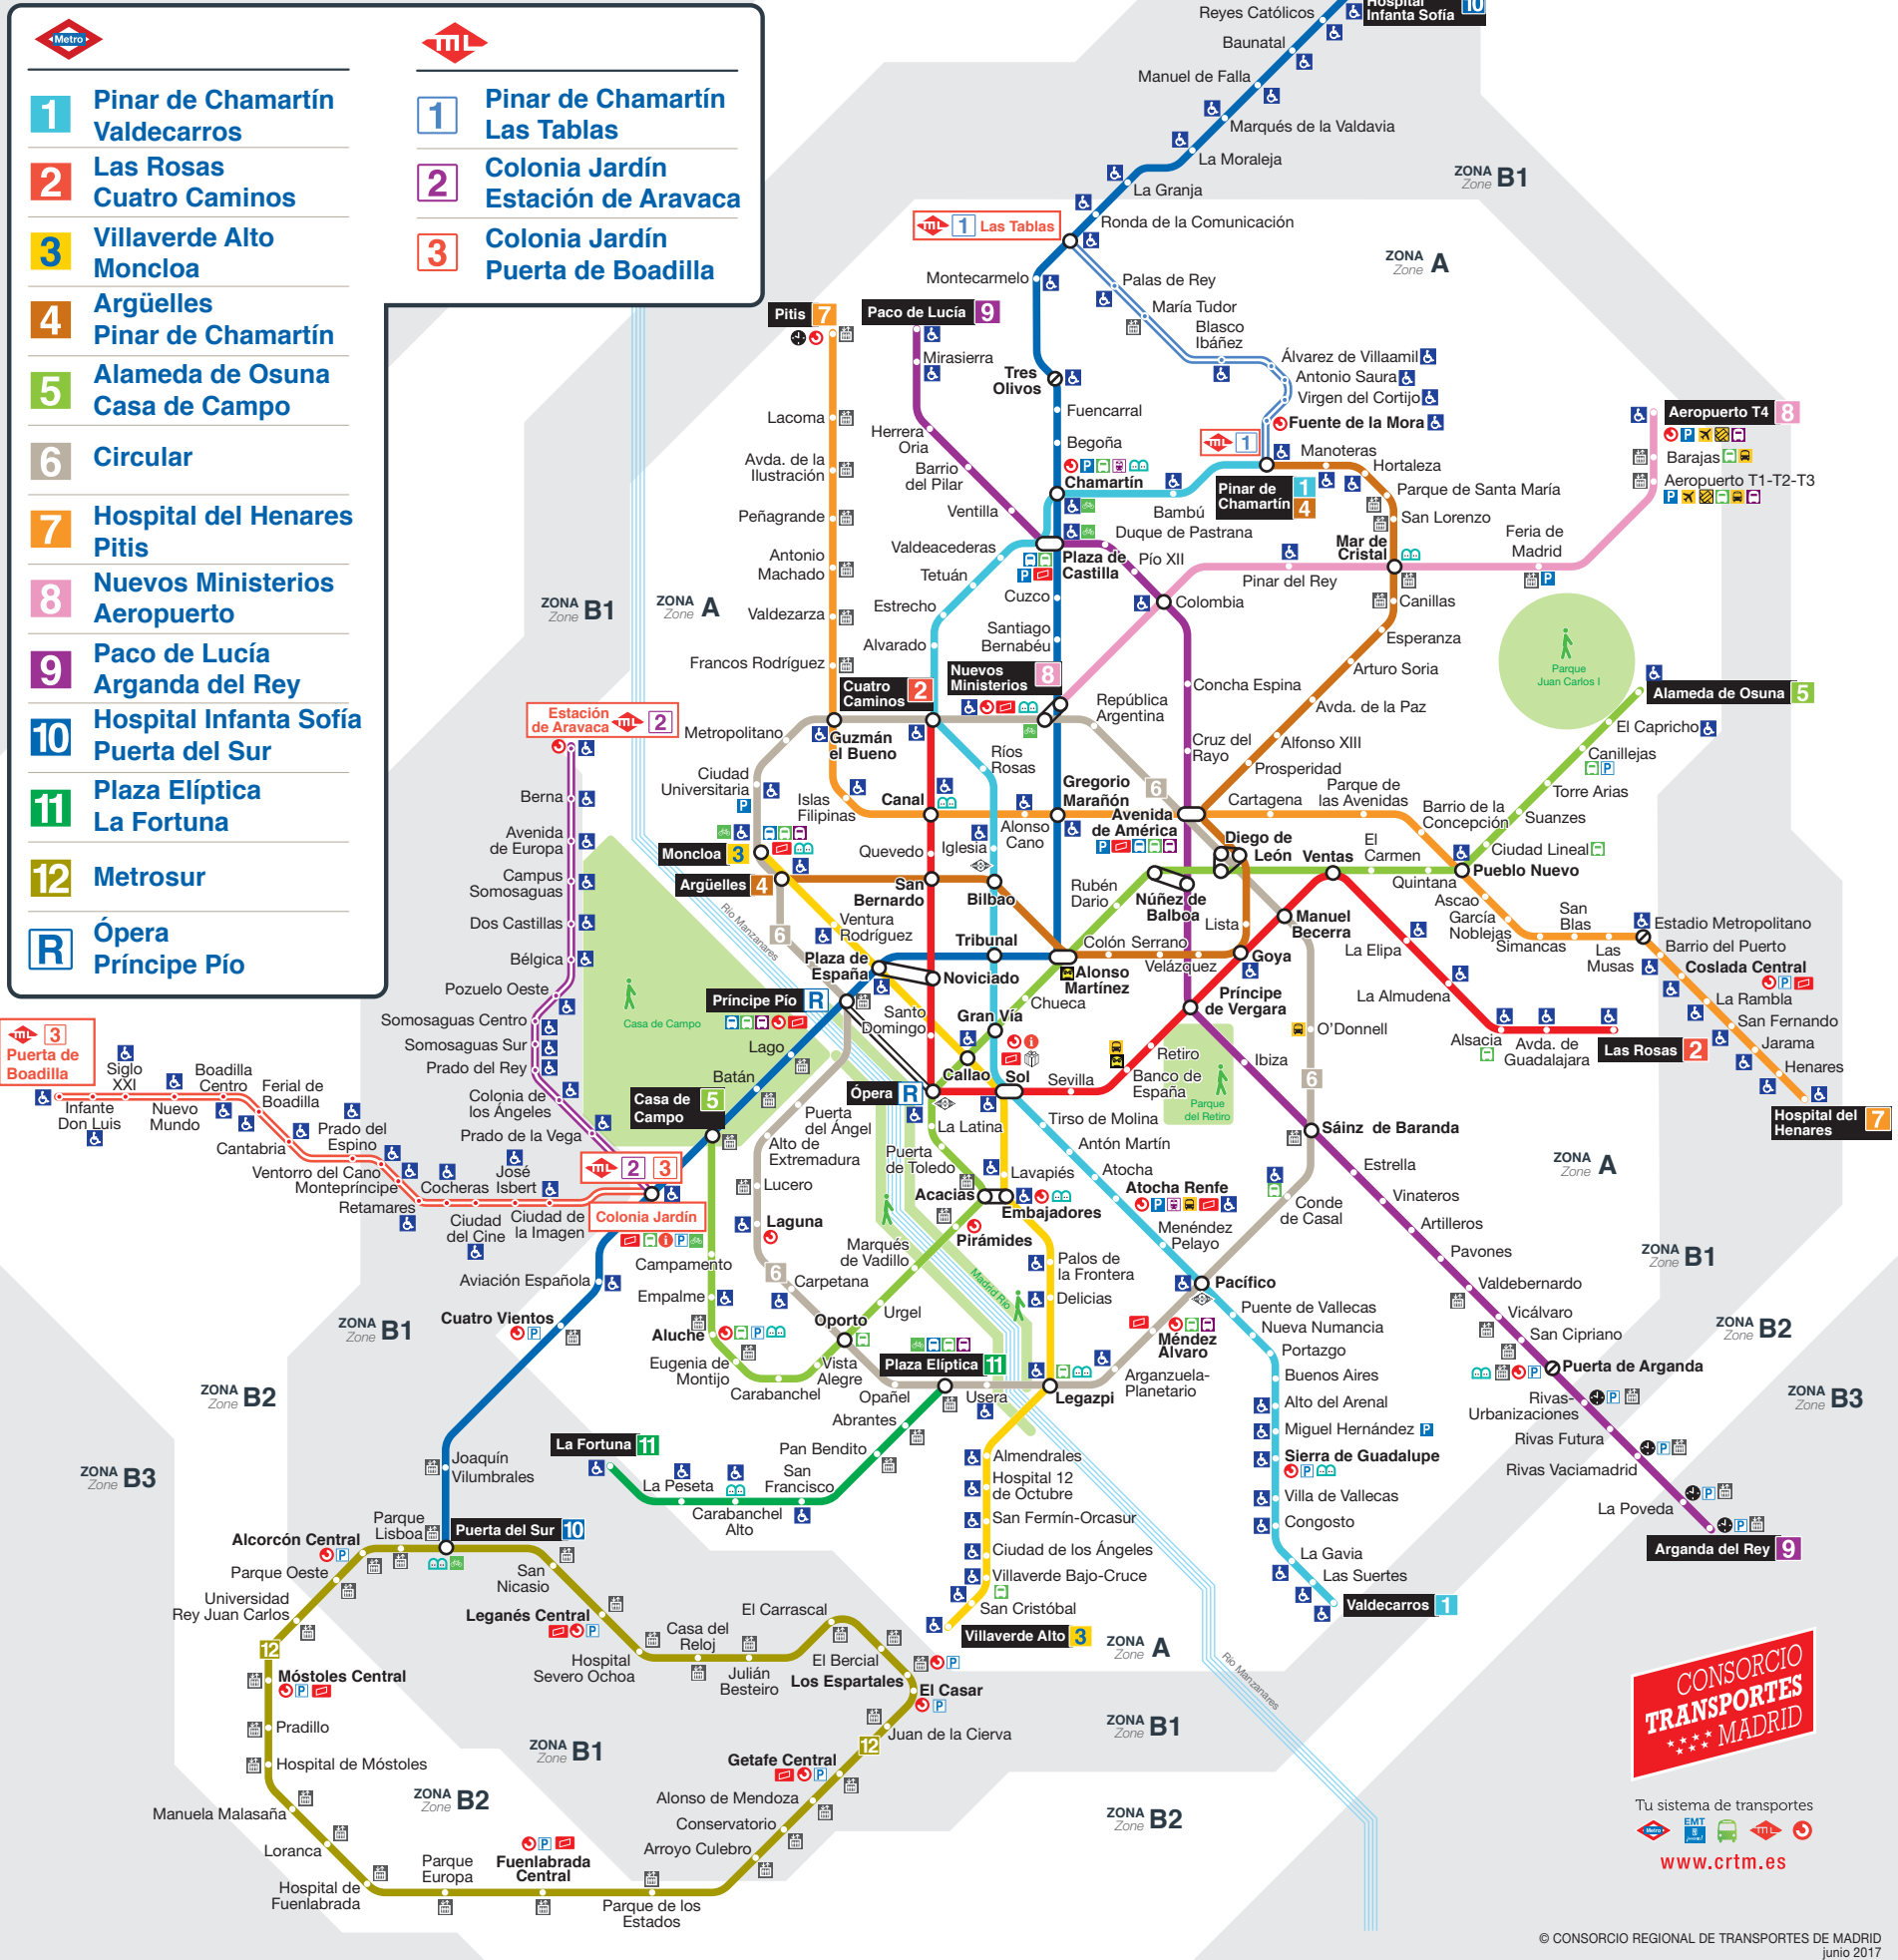 Metro
ML
1 Pinar de Chamartín
Valdecarros
2 Las Rosas
Cuatro Caminos
3 Villaverde Alto
Moncloa
4 Argüelles
Pinar de Chamartín
5 Alameda de Osuna
Casa de Campo
6 Circular
7 Hospital del Henares
Pitis
8 Nuevos Ministerios
Aeropuerto
9 Paco de Lucía
Arganda del Rey
10 Hospital Infanta Sofía
Puerta del Sur
11 Plaza Elíptica
La Fortuna
12 Metrosur
R Ópera
Príncipe Pío
1 Pinar de Chamartín
Las Tablas
2 Colonia Jardín
Estación de Aravaca
3 Colonia Jardín
Puerta de Boadilla
Hospital
Infanta Sofía 10
Reyes Católicos
Baunatal
Manuel de Falla
Marqués de la Valdavia
La Moraleja
La Granja
Ronda de la Comunicación
ML 1 Las Tablas
Montecarmelo
Palas de Rey
María Tudor
Blasco
Ibáñez
Álvarez de Villaamil
Antonio Saura
Virgen del Cortijo
Fuente de la Mora
ML 1
ZONA
Zone B1
ZONA
Zone A
Pitis 7
Paco de Lucía 9
Mirasierra
Tres
Olivos
Fuencarral
Begoña
Lacoma
Herrera
Oria
Avda. de la
Ilustración
Barrio
del Pilar
Chamartín
Manoteras
Hortaleza
Pinar de
Chamartín 1
4
Parque de Santa María
San Lorenzo
Peñagrande
Ventilla
Bambú
Duque de Pastrana
Valdeacederas
Plaza de
Castilla
Pío XII
Mar de
Cristal
Feria de
Madrid
Aeropuerto T4 8
Barajas
Aeropuerto T1-T2-T3
Antonio
Machado
Tetuán
Cuzco
Pinar del Rey
Colombia
Canillas
Valdezarza
Estrecho
Santiago
Bernabéu
Esperanza
Alvarado
Arturo Soria
Francos Rodríguez
Nuevos
Ministerios 8
Cuatro
Caminos 2
República
Argentina
Concha Espina
Avda. de la Paz
Parque
Juan Carlos I
Alameda de Osuna 5
El Capricho
Canillejas
Torre Arias
Suanzes
Ciudad Lineal
ZONA
Zone B1
ZONA
Zone A
Estación
de Aravaca ML 2
Metropolitano
Guzmán
el Bueno
Ríos
Rosas
Cruz del
Rayo
Alfonso XIII
Prosperidad
Ciudad
Universitaria
Islas
Filipinas
Canal
Gregorio
Marañón
6
Avenida
de América
Cartagena
Parque de
las Avenidas
Barrio de la
Concepción
Alonso
Cano
Diego de
León
Ventas
El
Carmen
Pueblo Nuevo
Quintana
Ascao
García
Noblejas
Simancas
San
Blas
Las
Musas
Estadio Metropolitano
Barrio del Puerto
Coslada Central
La Rambla
San Fernando
Jarama
Henares
Hospital del
Henares 7
Berna
Avenida
de Europa
Campus
Somosaguas
Dos Castillas
Bélgica
Pozuelo Oeste
Somosaguas Centro
Somosaguas Sur
Prado del Rey
Colonia de
los Ángeles
Prado de la Vega
Moncloa 3
Quevedo
Iglesia
Argüelles 4
San
Bernardo
Bilbao
Rubén
Dario
Núñez de
Balboa
Lista
Manuel
Becerra
La Elipa
Río Manzanares
6
Ventura
Rodríguez
Tribunal
Colón
Serrano
Velázquez
Goya
Plaza de
España
Noviciado
Alonso
Martínez
Príncipe
de Vergara
La Almudena
Casa de Campo
Príncipe Pío R
Santo
Domingo
Gran Vía
Chueca
O'Donnell
Alsacia
Avda. de
Guadalajara
Las Rosas 2
Lago
Retiro
Ibiza
Batán
Callao
Sol
Sevilla
Banco de
España
6
Parque
del Retiro
Casa de
Campo 5
Ópera R
Puerta
del Ángel
La Latina
Tirso de Molina
Antón Martín
Sáinz de Baranda
ML 3
Puerta de
Boadilla
Siglo
XXI
Boadilla
Centro
Ferial de
Boadilla
Infante
Don Luis
Nuevo
Mundo
Cantabria
Prado del
Espino
Ventorro del Cano
Montepríncipe
Retamares
Cocheras
José
Isbert
Ciudad
del Cine
Ciudad de
la Imagen
ML 2 3
Colonia Jardín
Alto de
Extremadura
Puerta
de Toledo
Lavapiés
Atocha
Estrella
ZONA
Zone A
Lucero
Acacias
Embajadores
Atocha Renfe
Vinateros
Laguna
Pirámides
Menéndez
Pelayo
Conde
de Casal
Artilleros
Campamento
Marqués
de Vadillo
Palos de
la Frontera
Pavones
ZONA
Zone B1
Aviación Española
6
Carpetana
Madrid Río
Pacífico
Valdebernardo
Empalme
Delicias
Cuatro Vientos
Urgel
Puente de Vallecas
Vicálvaro
Aluche
Oporto
Méndez
Álvaro
Nueva Numancia
San Cipriano
ZONA
Zone B2
ZONA
Zone B1
Eugenia de
Montijo
Vista
Alegre
Plaza Elíptica 11
Portazgo
Puerta de Arganda
Carabanchel
Opañel
Usera
Legazpi
Arganzuela-
Planetario
Buenos Aires
ZONA
Zone B2
Rivas-
Urbanizaciones
ZONA
Zone B3
Abrantes
Alto del Arenal
Rivas Futura
La Fortuna 11
Pan Bendito
Almendrales
Miguel Hernández
Rivas Vaciamadrid
Joaquín
Vilumbrales
La Peseta
San
Francisco
Hospital 12
de Octubre
Sierra de Guadalupe
La Poveda
ZONA
Zone B3
Carabanchel
Alto
San Fermín-Orcasur
Villa de Vallecas
Congosto
Arganda del Rey 9
Parque
Lisboa
Puerta del Sur 10
Ciudad de los Ángeles
La Gavia
Alcorcón Central
Villaverde Bajo-Cruce
Las Suertes
Parque Oeste
San
Nicasio
San Cristóbal
Valdecarros 1
Universidad
Rey Juan Carlos
Leganés Central
El Carrascal
Villaverde Alto 3
ZONA
Zone A
12
Casa del
Reloj
Hospital
Severo Ochoa
Julián
Besteiro
El Bercial
Los Espartales
El Casar
Río Manzanares
Móstoles Central
Pradillo
Juan de la Cierva
ZONA
Zone B1
Hospital de Móstoles
ZONA
Zone B1
12
Getafe Central
Manuela Malasaña
ZONA
Zone B2
Alonso de Mendoza
ZONA
Zone B2
Conservatorio
Loranca
Arroyo Culebro
Parque
Europa
Fuenlabrada
Central
Hospital de
Fuenlabrada
Parque de los
Estados
CONSORCIO
TRANSPORTES
MADRID
Tu sistema de transportes
Metro
EMT
ML
www.crtm.es
© CONSORCIO REGIONAL DE TRANSPORTES DE MADRID
junio 2017